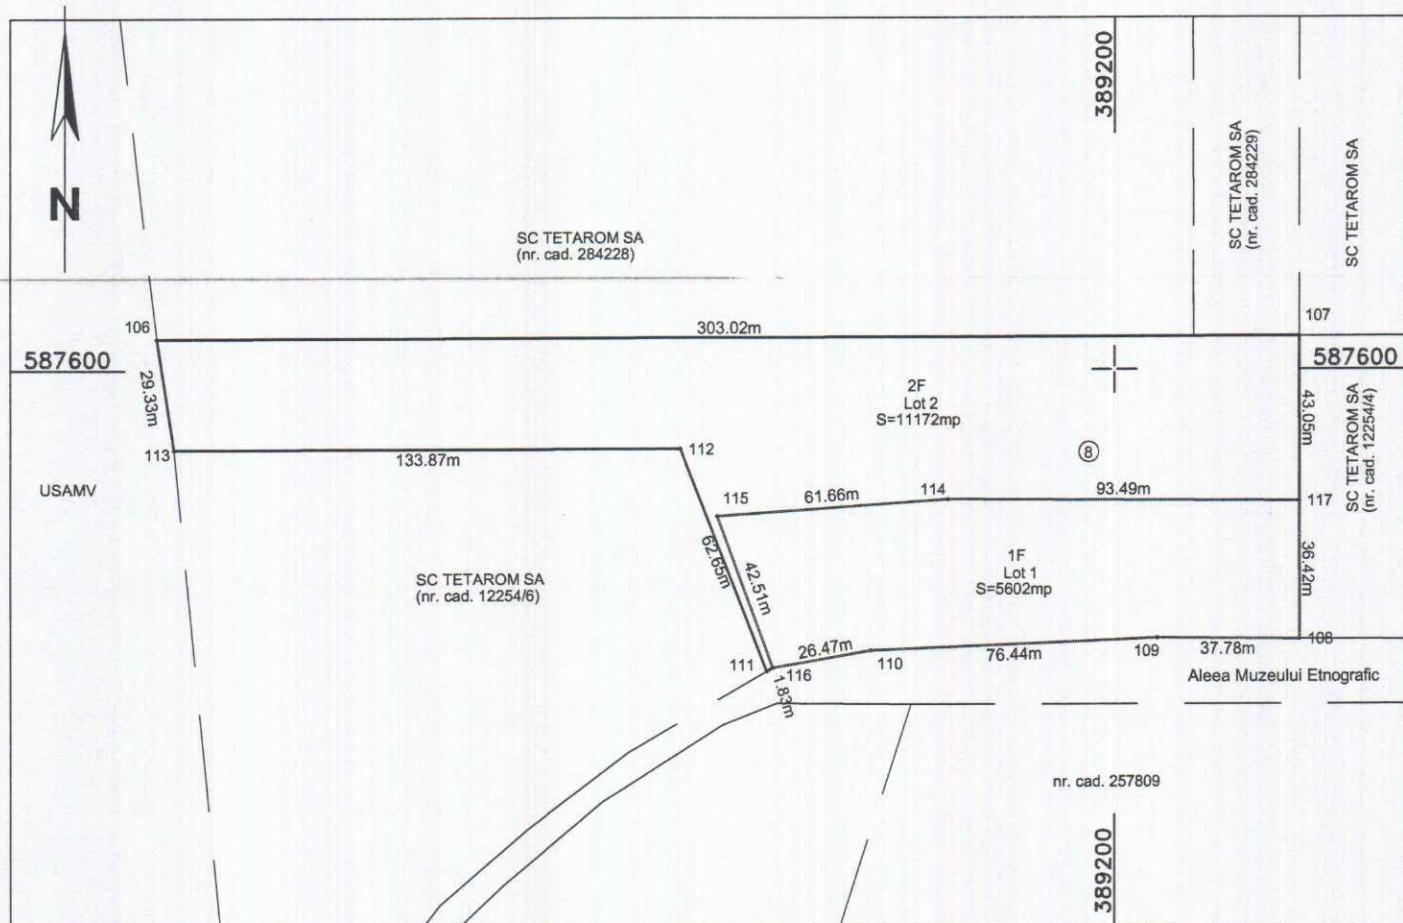 389200
SC TETAROM SA
(nr. cad. 284229)
SC TETAROM SA
N
SC TETAROM SA
(nr. cad. 284228)
107
106
303.02m
587600
587600
29.33m
2F
Lot 2
S=11172mp
43.05m
SC TETAROM SA
(nr. cad. 12254/4)
113
133.87m
112
8
USAMV
115
61.66m
114
93.49m
117
62.65m
42.51m
1F
Lot 1
S=5602mp
36.42m
SC TETAROM SA
(nr. cad. 12254/6)
108
26.47m
110
76.44m
109
37.78m
111
116
1.83m
Aleea Muzeului Etnografic
nr. cad. 257809
389200